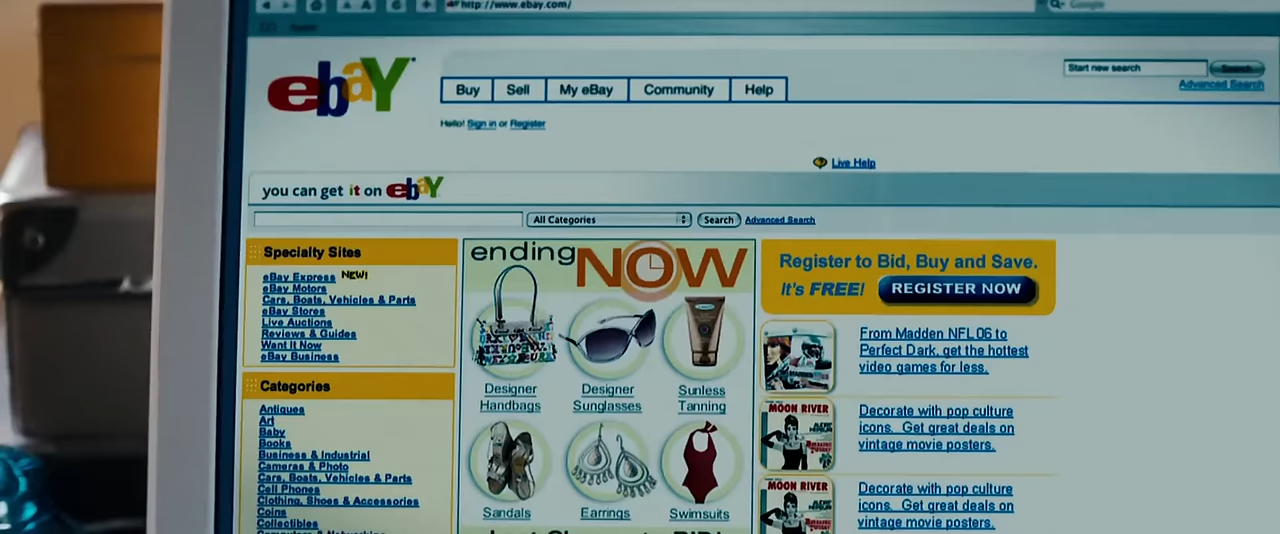 http://www.ebay.com/
Google
ebaY
Buy
Sell
My eBay
Community
Help
Start new search
Search
Advanced Search
Hello! Sign in or Register
Live Help
you can get it on ebaY
All Categories
Search
Advanced Search
Specialty Sites
eBay Express NEW!
eBay Motors
Cars, Boats, Vehicles & Parts
eBay Stores
Live Auctions
Reviews & Guides
Want It Now
eBay Business
Categories
Antiques
Art
Baby
Books
Business & Industrial
Cameras & Photo
Cars, Boats, Vehicles & Parts
Cell Phones
Clothing, Shoes & Accessories
Coins
Collectibles
ending NOW
Designer
Handbags
Designer
Sunglasses
Sunless
Tanning
Sandals
Earrings
Swimsuits
Register to Bid, Buy and Save.
It's FREE!
REGISTER NOW
From Madden NFL 06 to
Perfect Dark, get the hottest
video games for less.
MOON RIVER
Decorate with pop culture
icons. Get great deals on
vintage movie posters.
MOON RIVER
Decorate with pop culture
icons. Get great deals on
vintage movie posters.